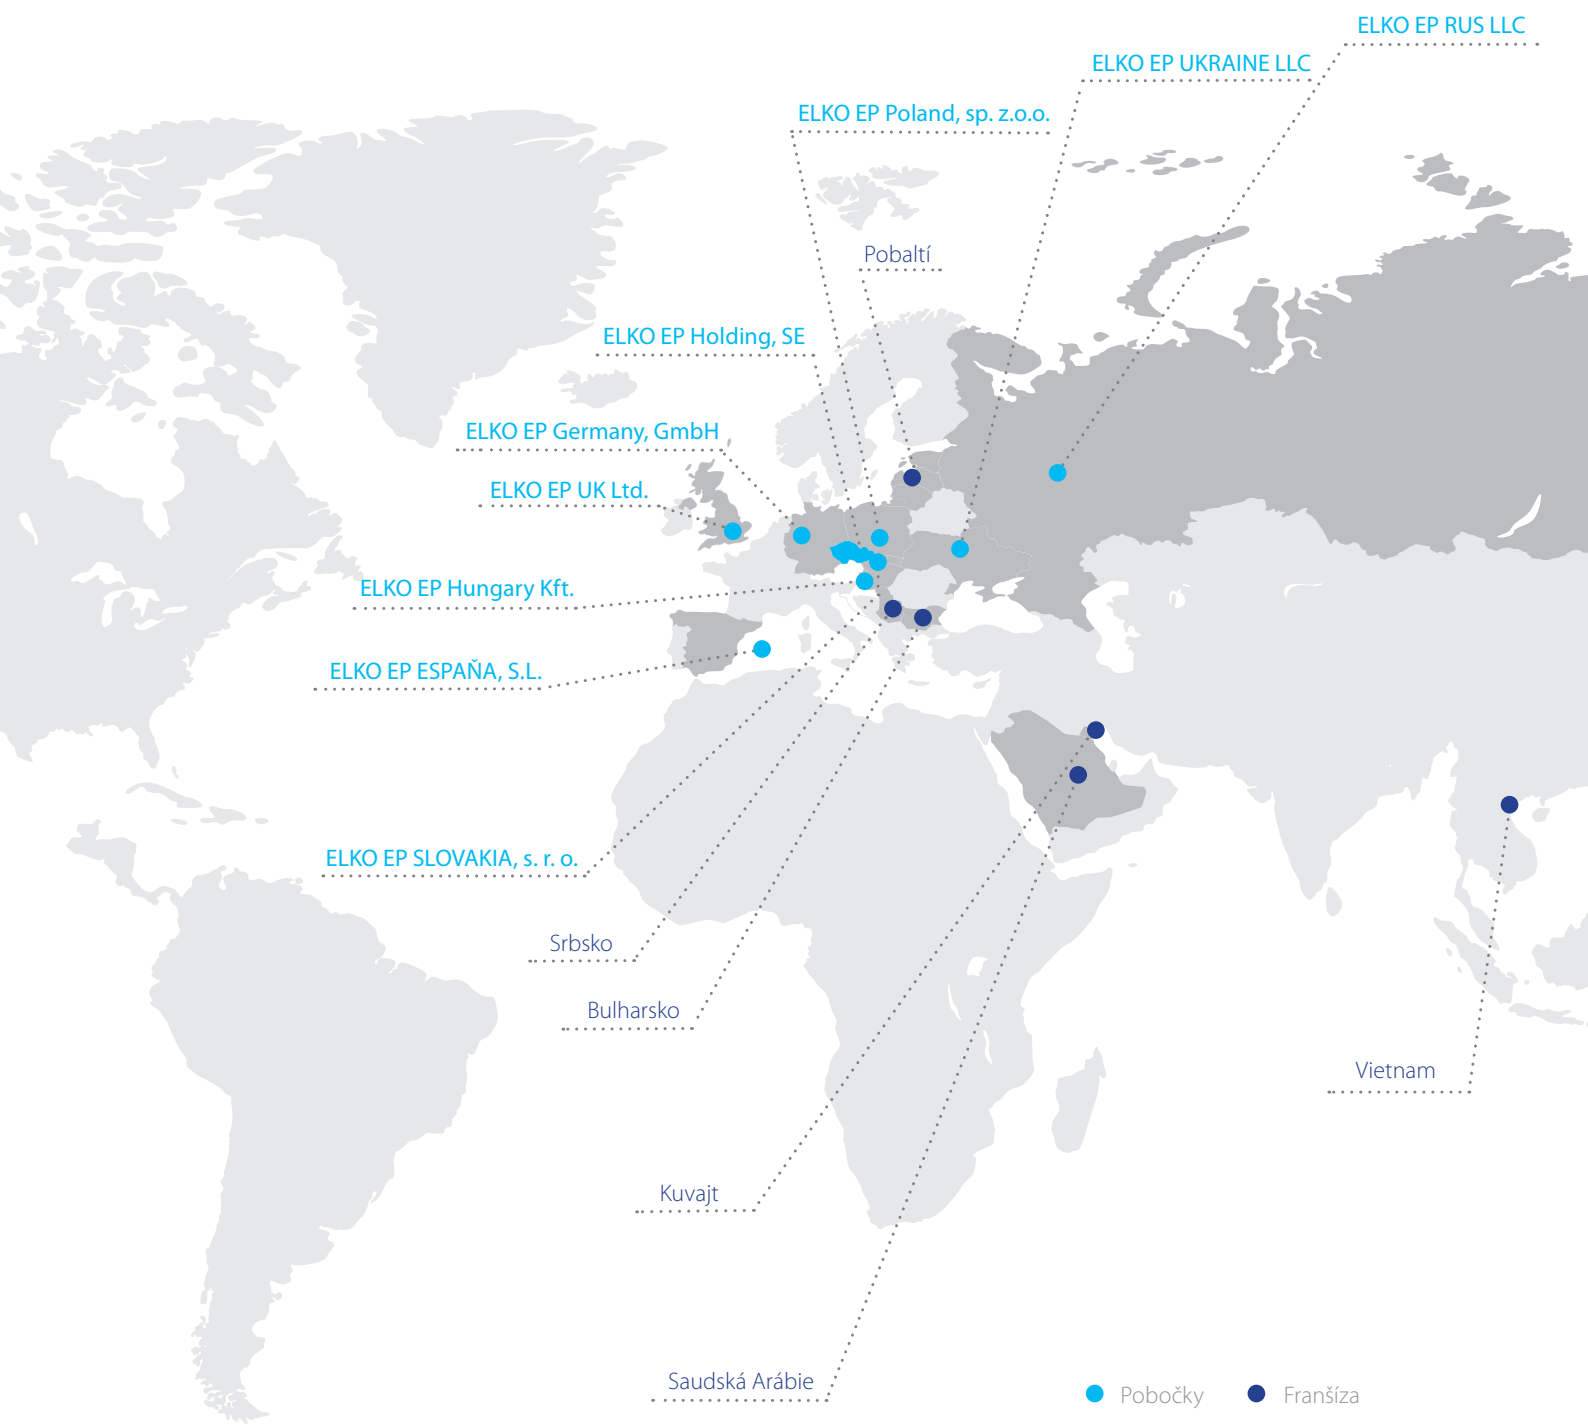 ELKO EP RUS LLC
ELKO EP UKRAINE LLC
ELKO EP Poland, sp. z.o.o.
Pobaltí
ELKO EP Holding, SE
ELKO EP Germany, GmbH
ELKO EP UK Ltd.
ELKO EP Hungary Kft.
ELKO EP ESPAŇA, S.L.
ELKO EP SLOVAKIA, s. r. o.
Srbsko
Bulharsko
Vietnam
Kuvajt
Saudská Arábie
Pobočky
Franšíza